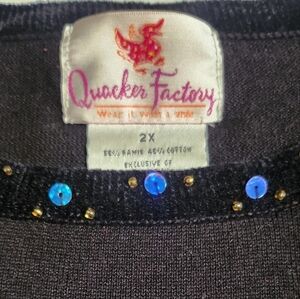 Quacker Factory
Wear it with a smile
2X
55% RAMIE 45% COTTON
EXCLUSIVE OF